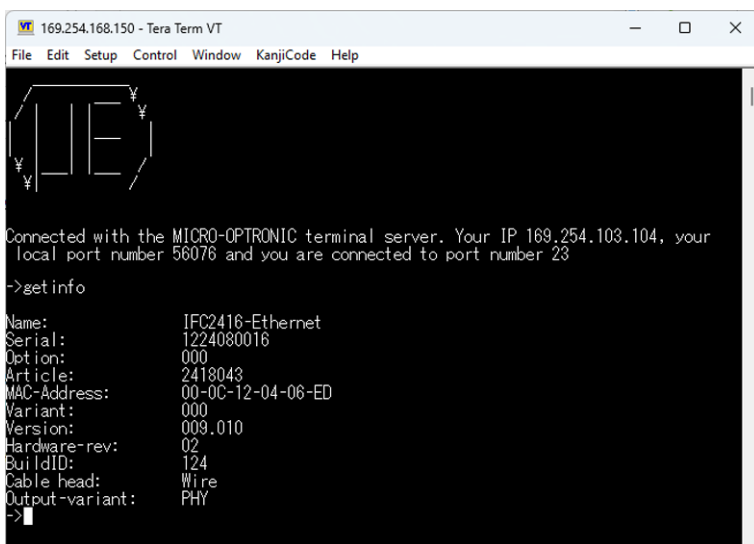 169.254.168.150 - Tera Term VT
File Edit Setup Control Window KanjiCode Help
Connected with the MICRO-OPTRONIC terminal server. Your IP 169.254.103.104, your
local port number 56076 and you are connected to port number 23
->getinfo
Name: IFC2416-Ethernet
Serial: 1224080016
Option: 000
Article: 2418043
MAC-Address: 00-0C-12-04-06-ED
Variant: 000
Version: 009.010
Hardware-rev: 02
BuildID: 124
Cable head: Wire
Output-variant: PHY
->